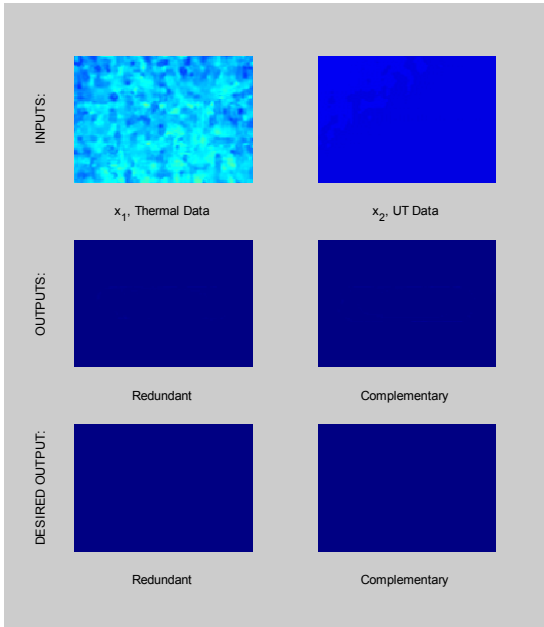 INPUTS:
x1, Thermal Data
x2, UT Data
OUTPUTS:
Redundant
Complementary
DESIRED OUTPUT:
Redundant
Complementary